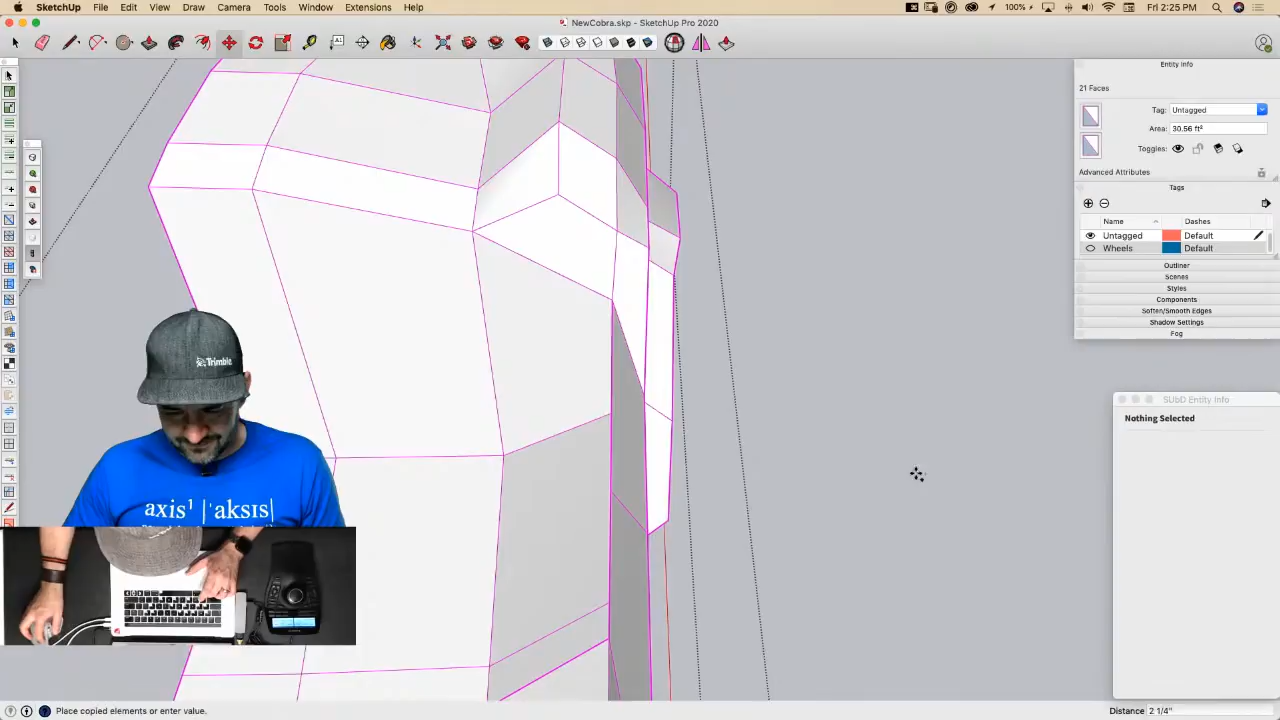 SketchUp File Edit View Draw Camera Tools Window Extensions Help
100% Fri 2:25 PM
NewCobra.skp - SketchUp Pro 2020
Entity Info
21 Faces
Tag: Untagged
Area: 30.56 ft²
Toggles:
Advanced Attributes
Tags
Name Dashes
Untagged Default
Wheels Default
Outliner
Scenes
Styles
Components
Soften/Smooth Edges
Shadow Settings
Fog
SUbD Entity Info
Nothing Selected
Trimble
axis¹ |ˈaksɪs|
Place copied elements or enter value.
Distance 2 1/4"